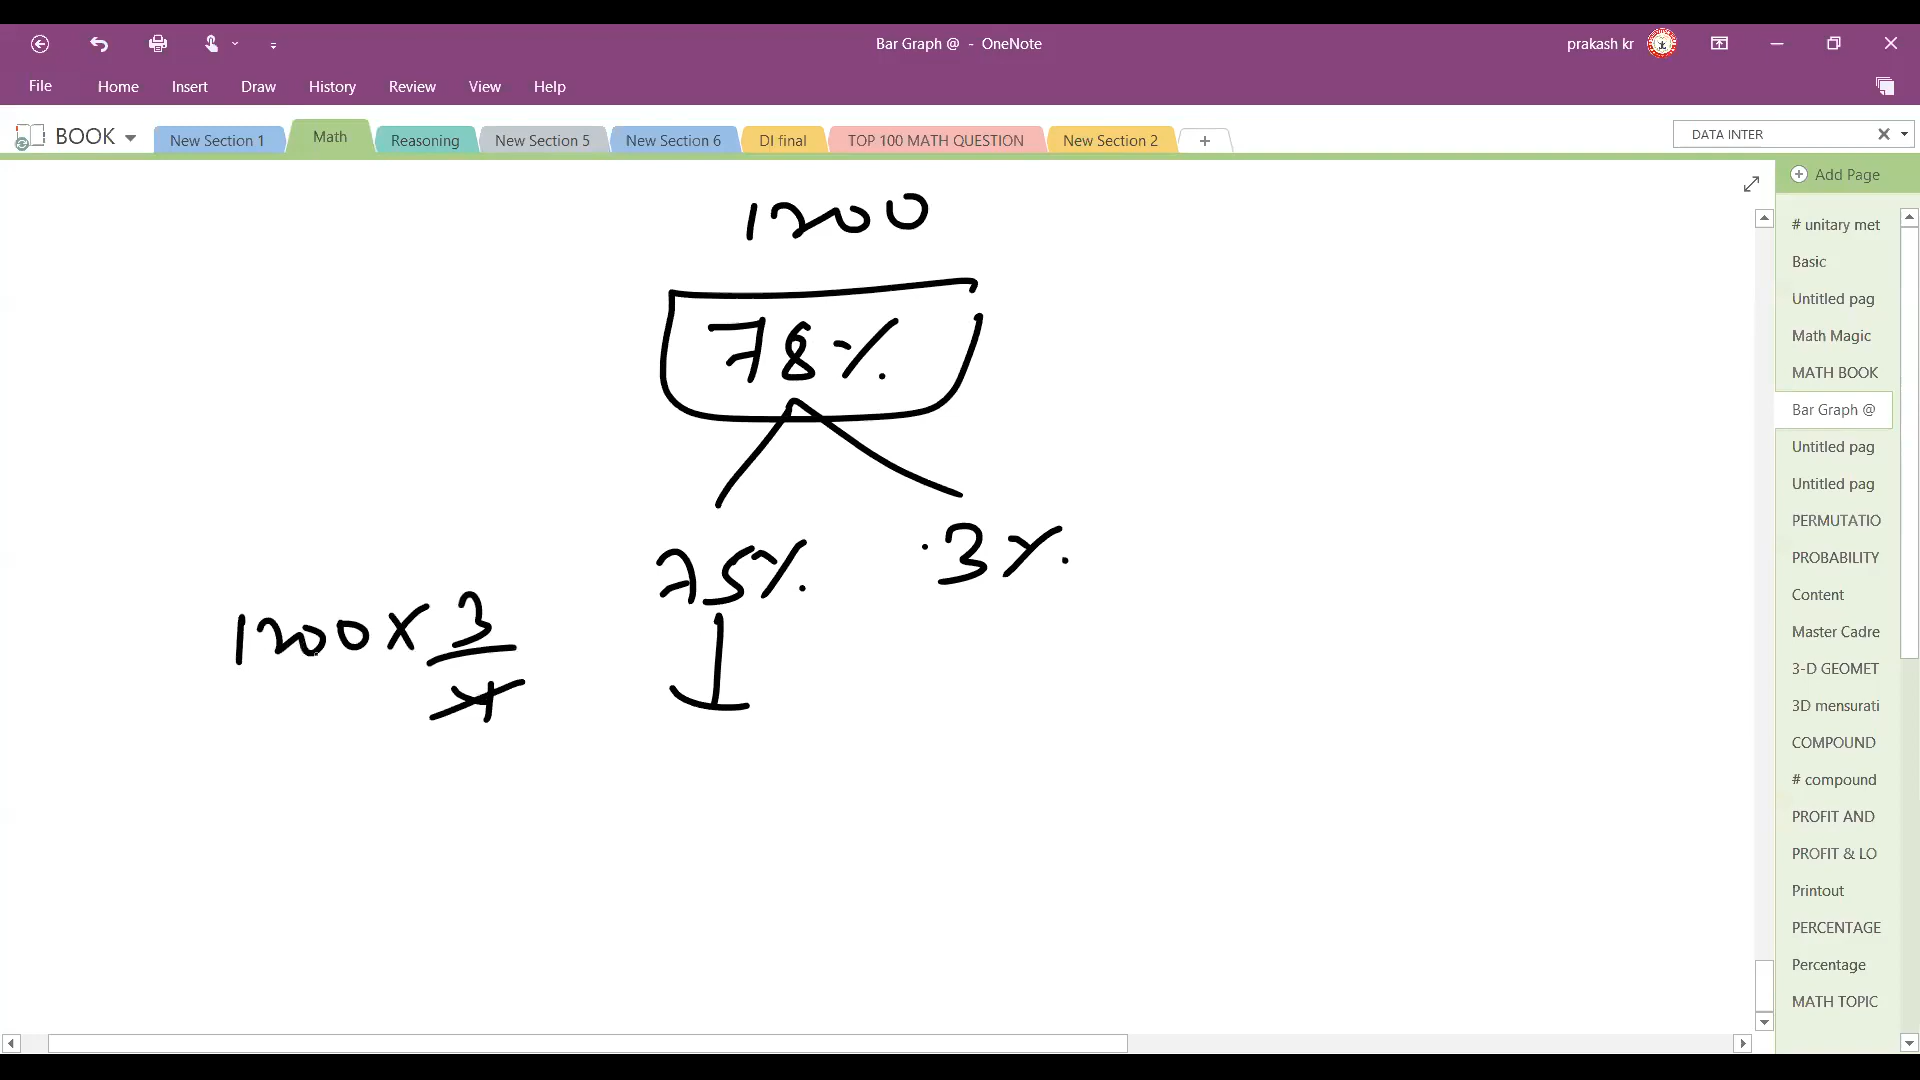 Bar Graph @ - OneNote
prakash kr
File Home Insert Draw History Review View Help
BOOK New Section 1 Math Reasoning New Section 5 New Section 6 DI final TOP 100 MATH QUESTION New Section 2 +
DATA INTER
Add Page
# unitary met
Basic
Untitled pag
Math Magic
MATH BOOK
Bar Graph @
Untitled pag
Untitled pag
PERMUTATIO
PROBABILITY
Content
Master Cadre
3-D GEOMET
3D mensurati
COMPOUND
# compound
PROFIT AND
PROFIT & LO
Printout
PERCENTAGE
Percentage
MATH TOPIC
1200
78%
75% 3%
1200 × 3/4